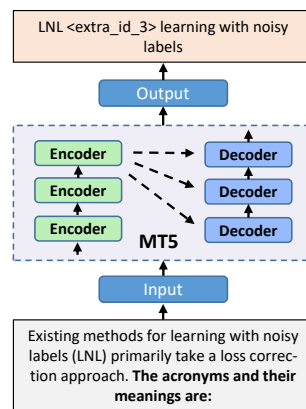 LNL <extra_id_3> learning with noisy
labels
Output
Encoder
Decoder
Encoder
Decoder
Encoder
Decoder
MT5
Input
Existing methods for learning with noisy
labels (LNL) primarily take a loss correc-
tion approach. The acronyms and their
meanings are: